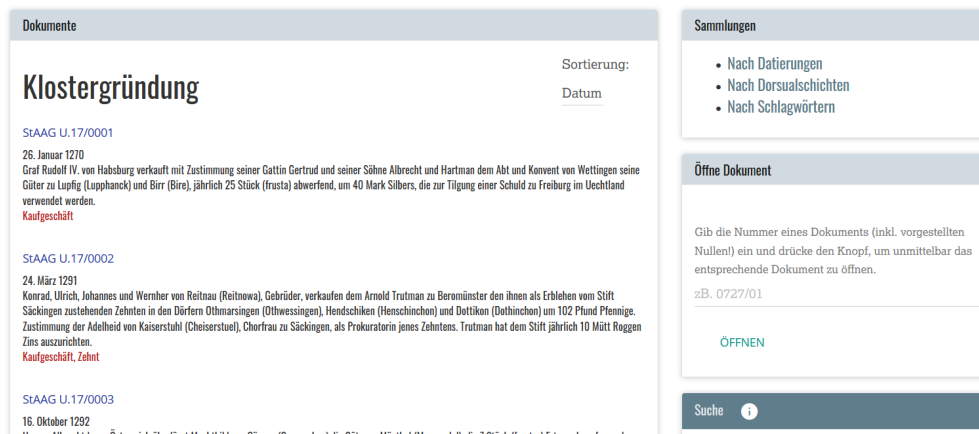 Dokumente
Klostergründung
Sortierung:
Datum
StAAG U.17/0001
26. Januar 1270
Graf Rudolf IV. von Habsburg verkauft mit Zustimmung seiner Gattin Gertrud und seiner Söhne Albrecht und Hartman dem Abt und Konvent von Wettingen seine
Güter zu Lupfig (Lupphanck) und Birr (Bire), jährlich 25 Stück (frusta) abwerfend, um 40 Mark Silbers, die zur Tilgung einer Schuld zu Freiburg im Uechtland
verwendet werden.
Kaufgeschäft
StAAG U.17/0002
24. März 1291
Konrad, Ulrich, Johannes und Wernher von Reitnau (Reitnowa), Gebrüder, verkaufen dem Arnold Trutman zu Beromünster den ihnen als Erblehen vom Stift
Säckingen zustehenden Zehnten in den Dörfern Othmarsingen (Othwessingen), Hendschiken (Henschinchon) und Dottikon (Dothinchon) um 102 Pfund Pfennige.
Zustimmung der Adelheid von Kaiserstuhl (Cheiserstuel), Chorfrau zu Säckingen, als Prokuratorin jenes Zehntens. Trutman hat dem Stift jährlich 10 Mütt Roggen
Zins auszurichten.
Kaufgeschäft, Zehnt
StAAG U.17/0003
16. Oktober 1292
Sammlungen
Nach Datierungen
Nach Dorsualschichten
Nach Schlagwörtern
Öffne Dokument
Gib die Nummer eines Dokuments (inkl. vorgestellten
Nullen!) ein und drücke den Knopf, um unmittelbar das
entsprechende Dokument zu öffnen.
zB. 0727/01
ÖFFNEN
Suche